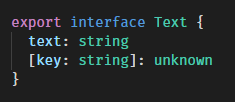 export interface Text {
  text: string
  [key: string]: unknown
}